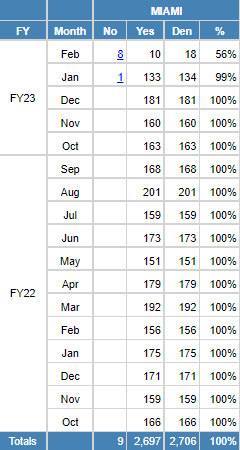 MIAMI
FY Month No Yes Den %
FY23
Feb 8 10 18 56%
Jan 1 133 134 99%
Dec 181 181 100%
Nov 160 160 100%
Oct 163 163 100%
FY22
Sep 168 168 100%
Aug 201 201 100%
Jul 159 159 100%
Jun 173 173 100%
May 151 151 100%
Apr 179 179 100%
Mar 192 192 100%
Feb 156 156 100%
Jan 175 175 100%
Dec 171 171 100%
Nov 159 159 100%
Oct 166 166 100%
Totals 9 2,697 2,706 100%